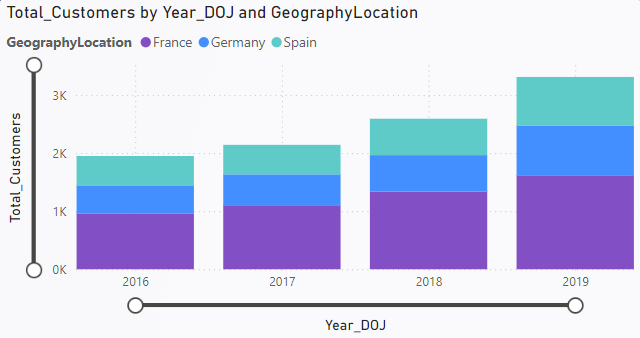 Total_Customers by Year_DOJ and GeographyLocation
GeographyLocation France Germany Spain
Total_Customers
3K
2K
1K
0K
2016 2017 2018 2019
Year_DOJ